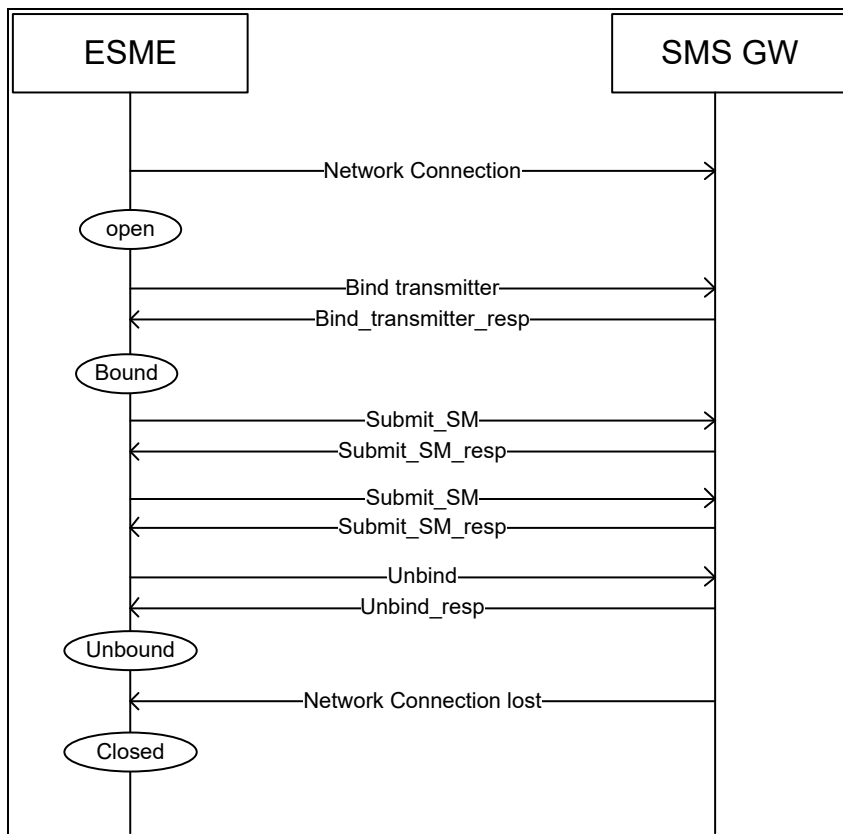 ESME
SMS GW
Network Connection
open
Bind transmitter
Bind_transmitter_resp
Bound
Submit_SM
Submit_SM_resp
Submit_SM
Submit_SM_resp
Unbind
Unbind_resp
Unbound
Network Connection lost
Closed